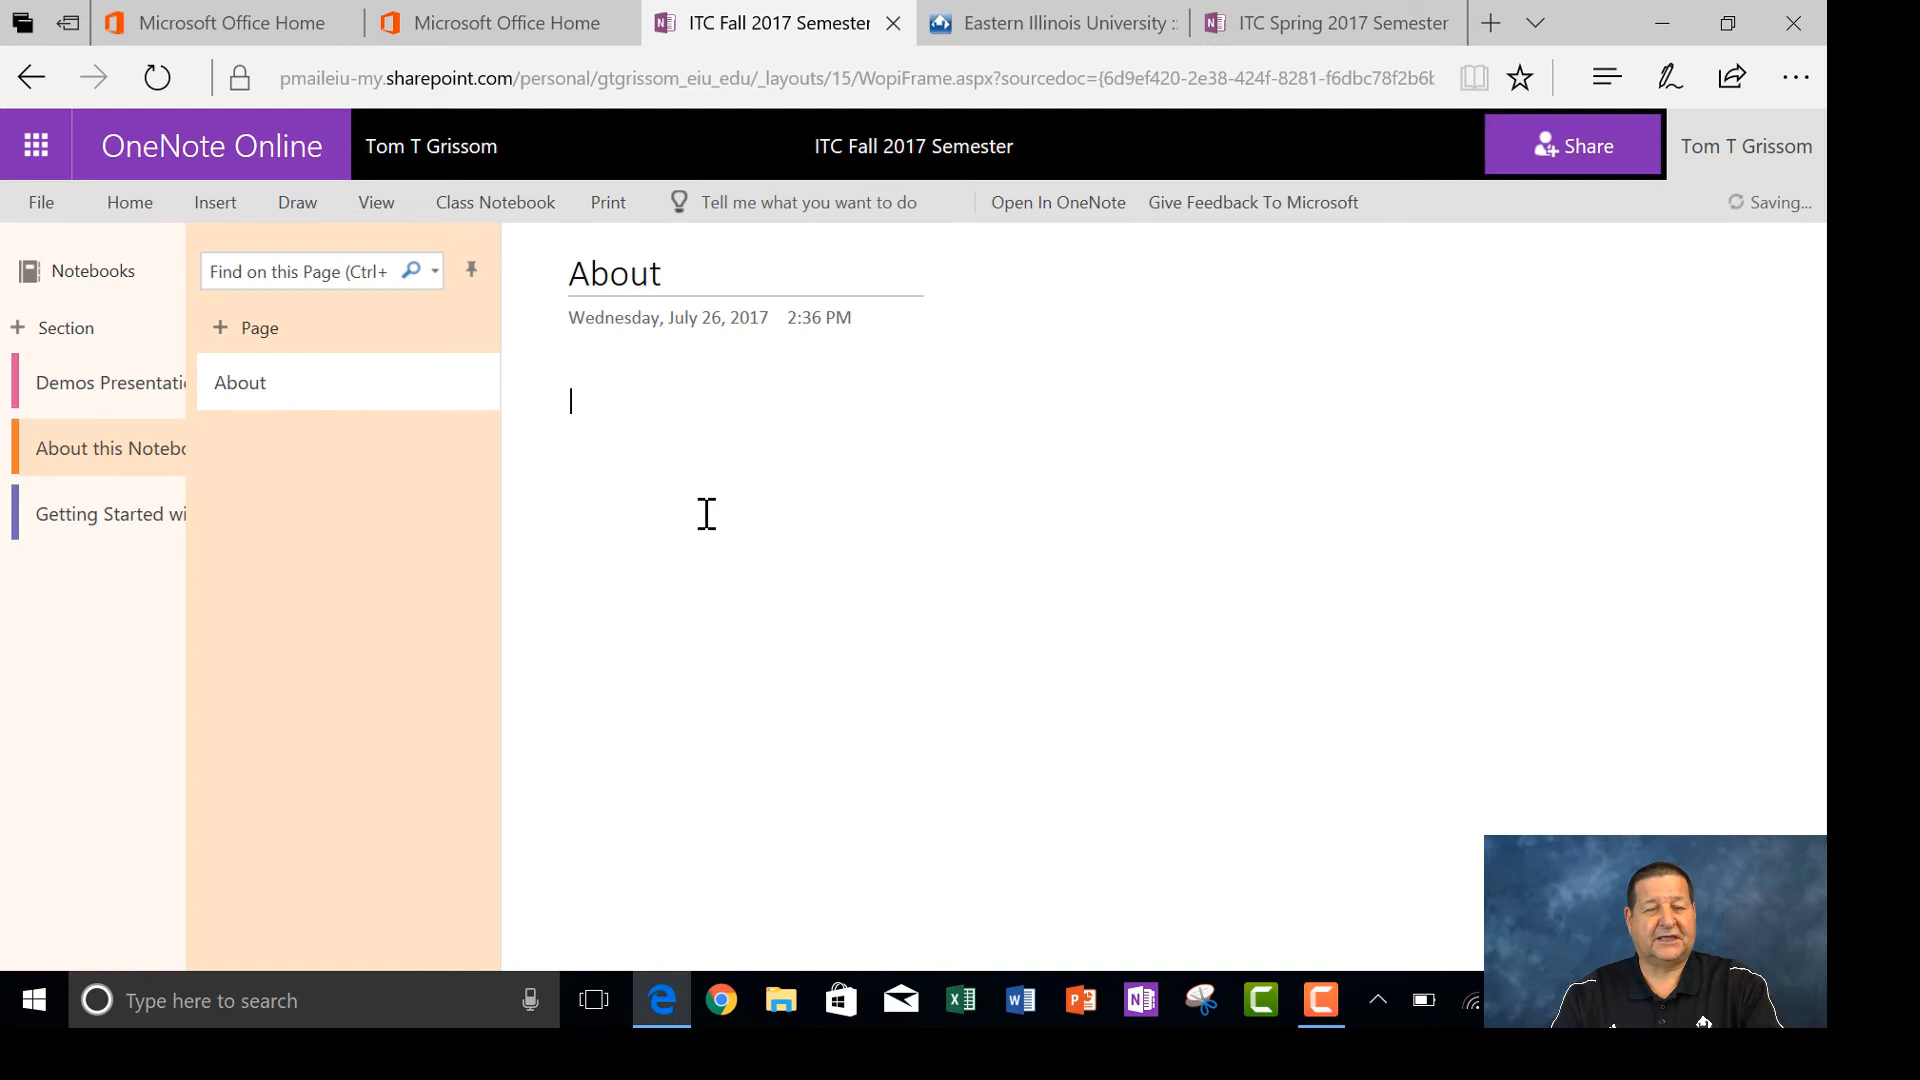 Microsoft Office Home
Microsoft Office Home
ITC Fall 2017 Semester
Eastern Illinois University ::
ITC Spring 2017 Semester
pmaileiu-my.sharepoint.com/personal/gtgrissom_eiu_edu/_layouts/15/WopiFrame.aspx?sourcedoc={6d9ef420-2e38-424f-8281-f6dbc78f2b6b
OneNote Online
Tom T Grissom
ITC Fall 2017 Semester
Share
Tom T Grissom
File
Home
Insert
Draw
View
Class Notebook
Print
Tell me what you want to do
Open In OneNote
Give Feedback To Microsoft
Saving...
Notebooks
Find on this Page (Ctrl+
About
Wednesday, July 26, 2017 2:36 PM
+ Section
+ Page
Demos Presentatic
About
About this Notebo
Getting Started wi
Type here to search